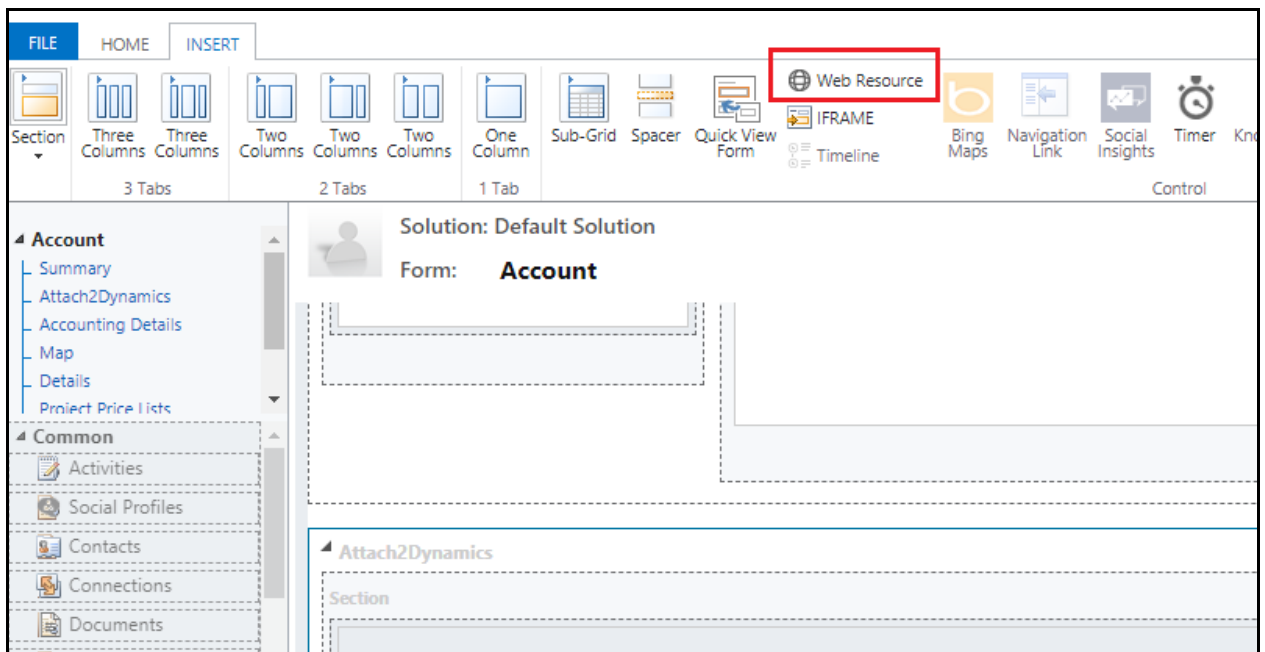 FILE HOME INSERT
Web Resource
IFRAME
Timeline
Section
Three Columns
Three Columns
Two Columns
Two Columns
Two Columns
One Column
Sub-Grid
Spacer
Quick View Form
Bing Maps
Navigation Link
Social Insights
Timer
3 Tabs
2 Tabs
1 Tab
Control
Account
Summary
Attach2Dynamics
Accounting Details
Map
Details
Project Price Lists
Common
Activities
Social Profiles
Contacts
Connections
Documents
Solution: Default Solution
Form: Account
Attach2Dynamics
Section